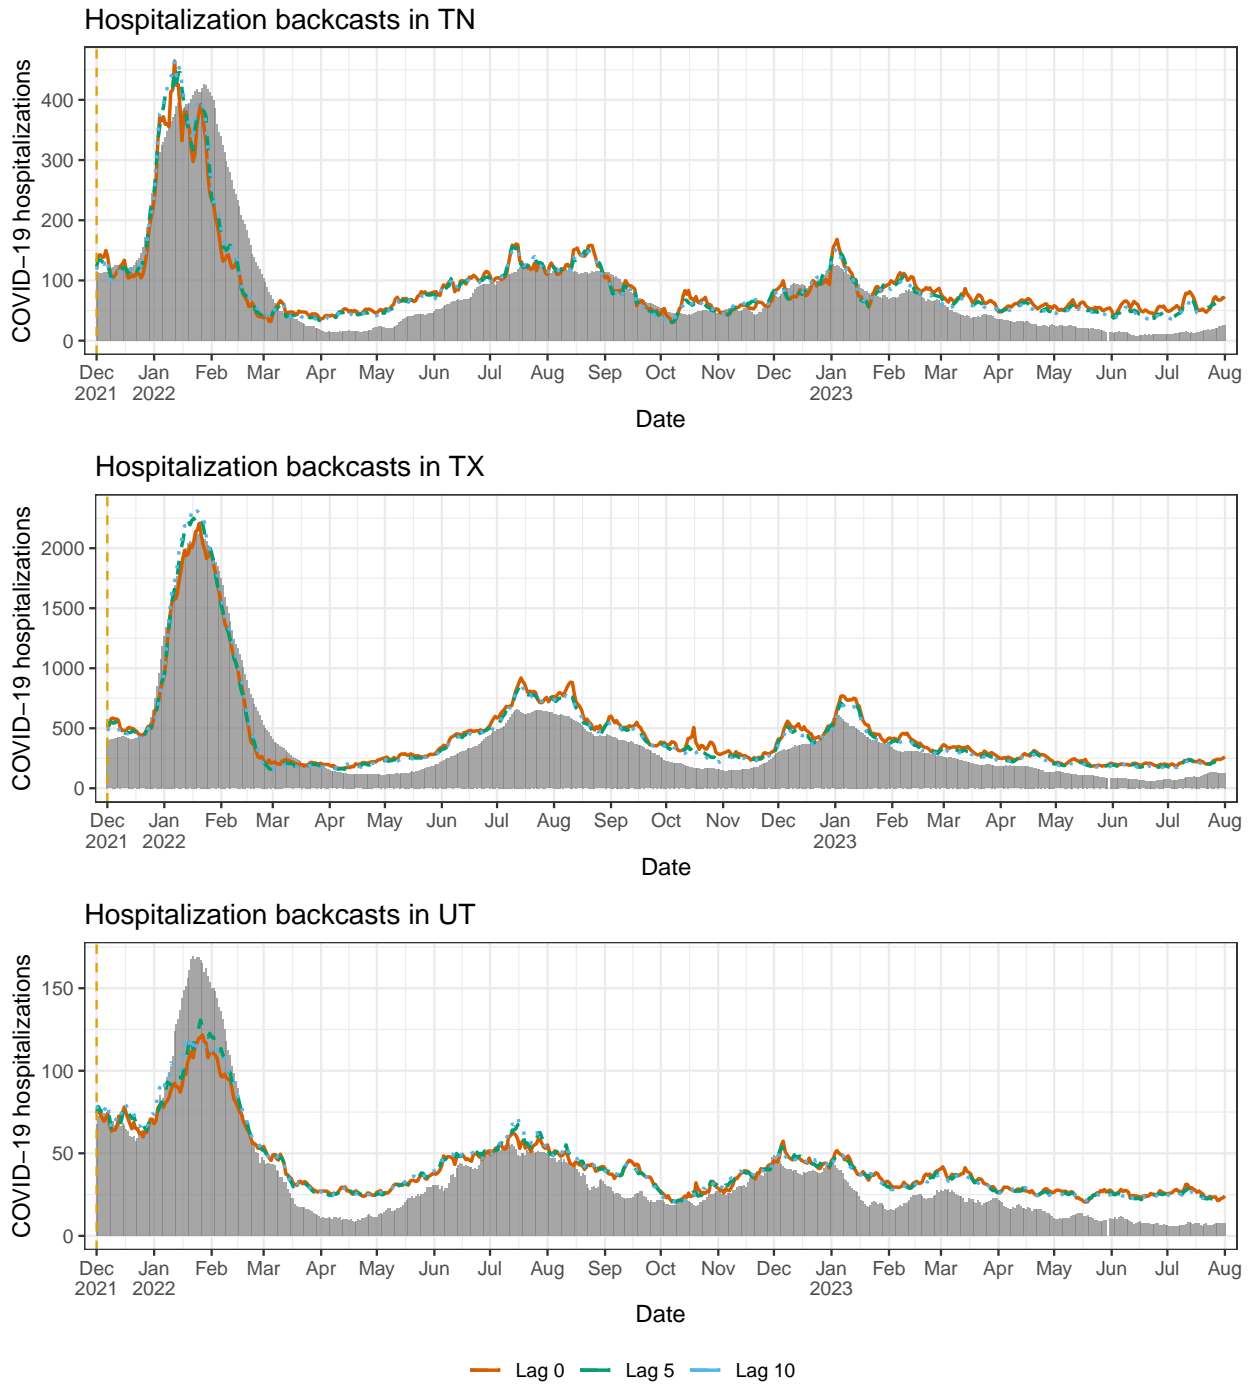 Hospitalization backcasts in TN
COVID−19 hospitalizations
400
300
200
100
0
Dec Jan Feb Mar Apr May Jun Jul Aug Sep Oct Nov Dec Jan Feb Mar Apr May Jun Jul Aug
2021 2022 2023
Date
Hospitalization backcasts in TX
COVID−19 hospitalizations
2000
1500
1000
500
0
Dec Jan Feb Mar Apr May Jun Jul Aug Sep Oct Nov Dec Jan Feb Mar Apr May Jun Jul Aug
2021 2022 2023
Date
Hospitalization backcasts in UT
COVID−19 hospitalizations
150
100
50
0
Dec Jan Feb Mar Apr May Jun Jul Aug Sep Oct Nov Dec Jan Feb Mar Apr May Jun Jul Aug
2021 2022 2023
Date
Lag 0 Lag 5 Lag 10